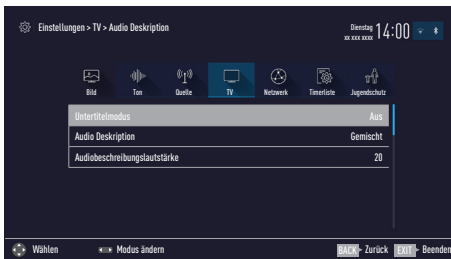 Einstellungen > TV > Audio Deskription
Dienstag 14:00
xx xxx xxxx
Bild Ton Quelle TV Netzwerk Timerliste Jugendschutz
Untertitelmodus Aus
Audio Deskription Gemischt
Audiobeschreibungslautstärke 20
Wählen Modus ändern BACK Zurück EXIT Beenden